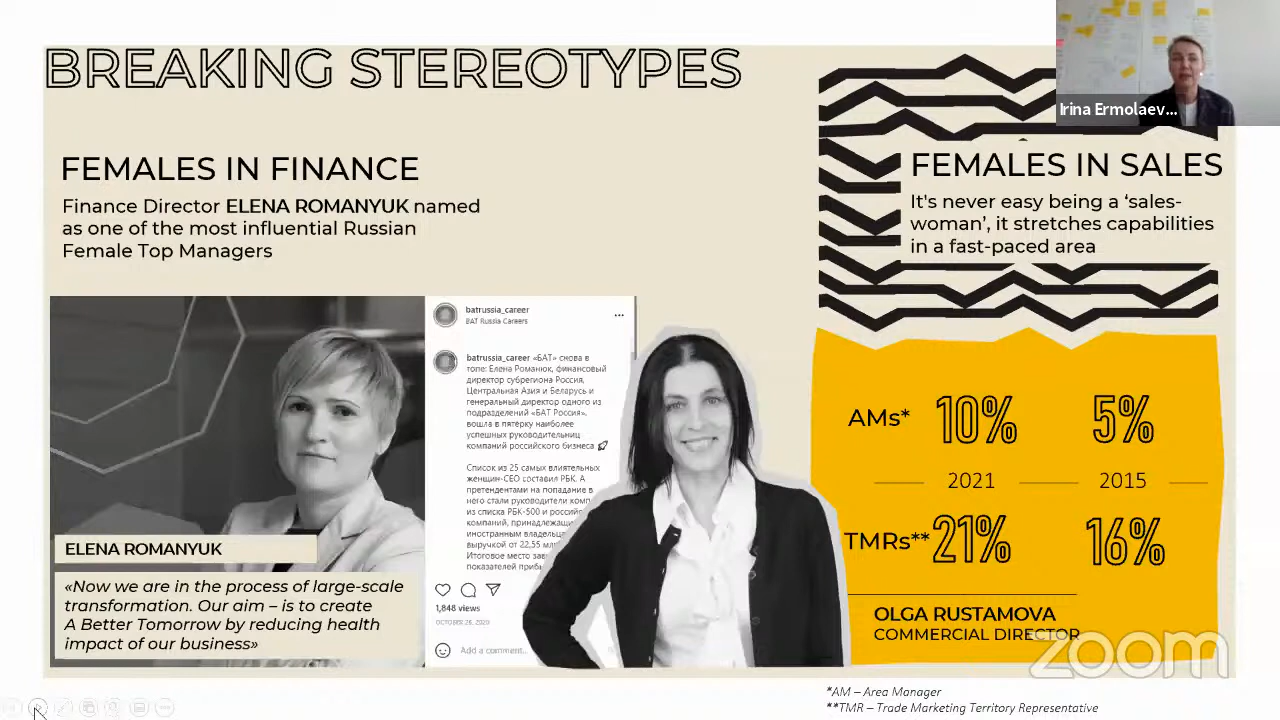 BREAKING STEREOTYPES
Irina Ermolaev...
FEMALES IN FINANCE
Finance Director ELENA ROMANYUK named
as one of the most influential Russian
Female Top Managers
FEMALES IN SALES
It's never easy being a ‘sales-
woman’, it stretches capabilities
in a fast-paced area
batrussia_career
BAT Russia Careers
batrussia_career «БАТ» снова в
топе: Елена Романюк, финансовый
директор субрегиона Россия,
Центральная Азия и Беларусь и
генеральный директор одного из
подразделений «БАТ Россия»,
вошла в пятерку наиболее
успешных руководительниц
компаний российского бизнеса
Список из 25 самых влиятельных
женщин-CEO составил РБК. А
претендентами на попадание в
него стали руководители
из списка РБК-500 и
компаний,
иностранным
выручкой от 22,55
Итоговое место
показателей
1,848 views
OCTOBER 28, 2020
Add a comment...
ELENA ROMANYUK
«Now we are in the process of large-scale
transformation. Our aim – is to create
A Better Tomorrow by reducing health
impact of our business»
AMs* 10% 5%
2021 2015
TMRs** 21% 16%
OLGA RUSTAMOVA
COMMERCIAL DIRECTOR
zoom
*AM – Area Manager
**TMR – Trade Marketing Territory Representative